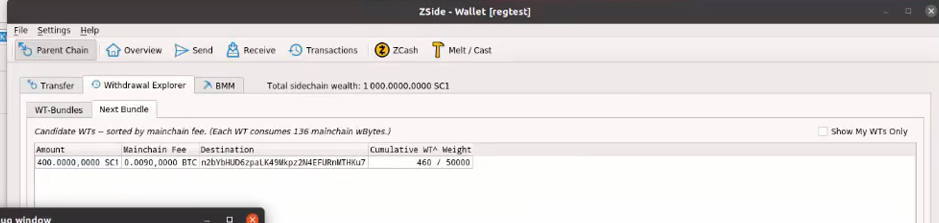 ZSide - Wallet [regtest]
File Settings Help
Parent Chain Overview Send Receive Transactions ZCash Melt / Cast
Transfer Withdrawal Explorer BMM Total sidechain wealth: 1 000.0000,0000 SC1
WT-Bundles Next Bundle
Candidate WTs -- sorted by mainchain fee. (Each WT consumes 136 mainchain wBytes.) Show My WTs Only
Amount Mainchain Fee Destination Cumulative WT^ Weight
400.0000,0000 SC1 0.0090,0000 BTC n2bYbHUD6zpaLK49Wkpz2N4EFURnMTHKu7 460 / 50000
ug window